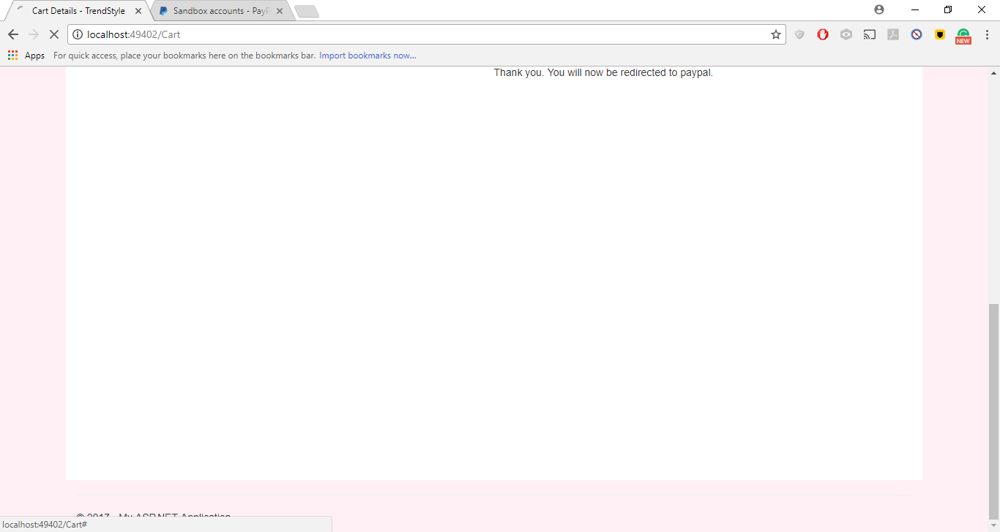 Cart Details - TrendStyle
Sandbox accounts - PayP
localhost:49402/Cart
NEW
Apps For quick access, place your bookmarks here on the bookmarks bar. Import bookmarks now...
Thank you. You will now be redirected to paypal.
© 2017 - My ASP.NET Application
localhost:49402/Cart#